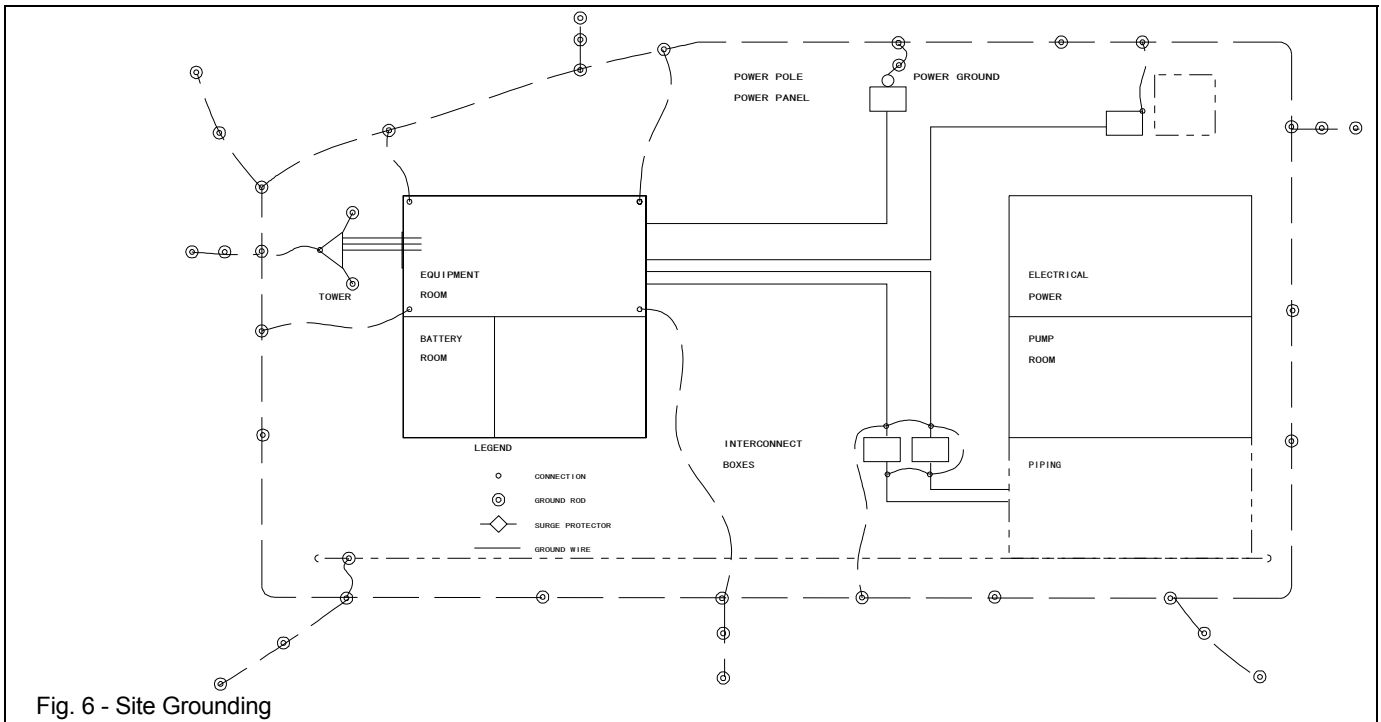 POWER POLE
POWER PANEL
POWER GROUND
EQUIPMENT
ROOM
TOWER
ELECTRICAL
POWER
BATTERY
ROOM
PUMP
ROOM
LEGEND
INTERCONNECT
BOXES
PIPING
CONNECTION
GROUND ROD
SURGE PROTECTOR
GROUND WIRE
Fig. 6 - Site Grounding